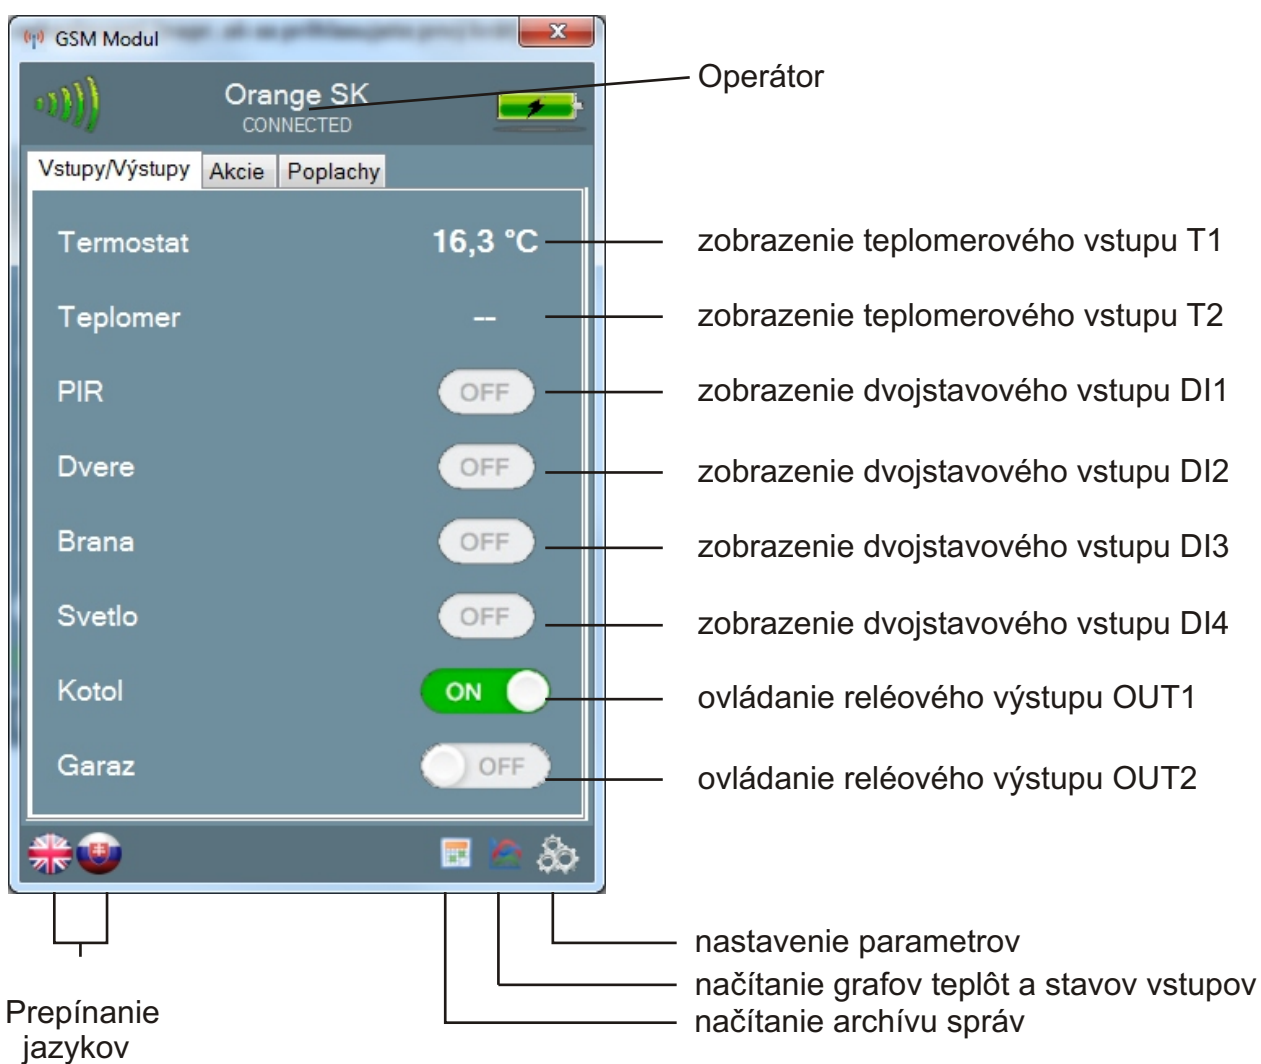 GSM Modul
Orange SK
CONNECTED
Operátor
Vstupy/Výstupy Akcie Poplachy
Termostat 16,3 °C zobrazenie teplomerového vstupu T1
Teplomer -- zobrazenie teplomerového vstupu T2
PIR OFF zobrazenie dvojstavového vstupu DI1
Dvere OFF zobrazenie dvojstavového vstupu DI2
Brana OFF zobrazenie dvojstavového vstupu DI3
Svetlo OFF zobrazenie dvojstavového vstupu DI4
Kotol ON ovládanie reléového výstupu OUT1
Garaz OFF ovládanie reléového výstupu OUT2
nastavenie parametrov
načítanie grafov teplôt a stavov vstupov
načítanie archívu správ
Prepínanie
jazykov